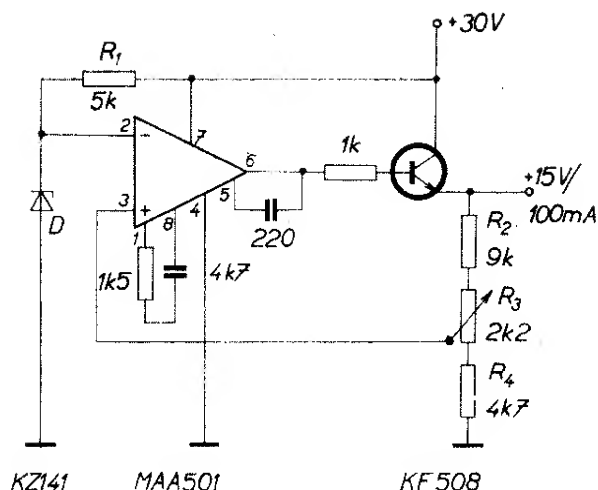 +30V
R1
5k
2
−
7
6
1k
3
+
8
4
5
1
220
+15V/
100mA
R2
9k
D
1k5
4k7
R3
2k2
R4
4k7
KZ141
MAA501
KF508